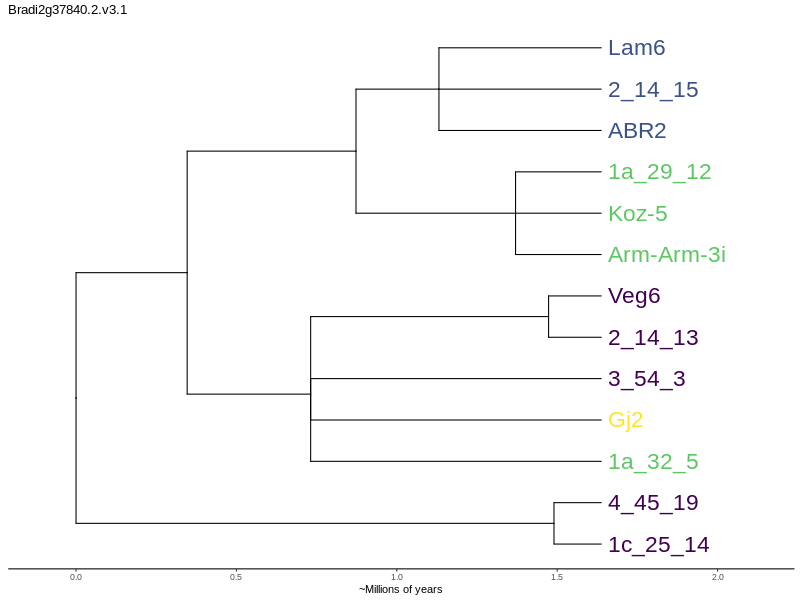 Bradi2g37840.2.v3.1
Lam6
2_14_15
ABR2
1a_29_12
Koz-5
Arm-Arm-3i
Veg6
2_14_13
3_54_3
Gj2
1a_32_5
4_45_19
1c_25_14
0.0 0.5 1.0 1.5 2.0
~Millions of years